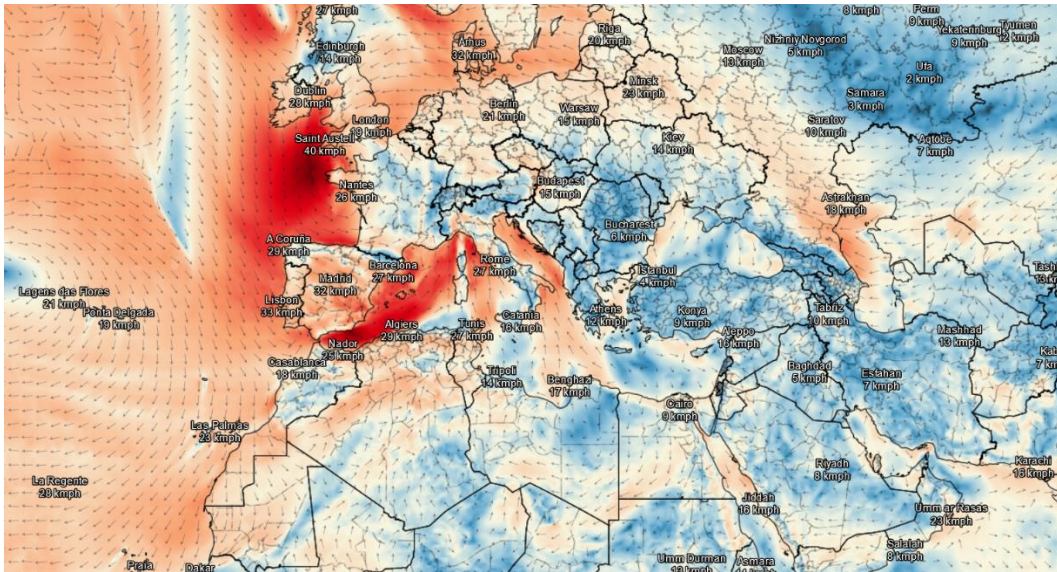 27 kmph
8 kmph
Perm
9 kmph
Yekaterinburg
9 kmph
Tyumen
12 kmph
Riga
20 kmph
Århus
32 kmph
Edinburgh
14 kmph
Moscow
13 kmph
Nizhniy Novgorod
5 kmph
Ufa
2 kmph
Samara
3 kmph
Saratov
10 kmph
Aqtobe
7 kmph
Dublin
28 kmph
London
19 kmph
Berlin
21 kmph
Warsaw
15 kmph
Minsk
23 kmph
Kiev
14 kmph
Saint Austell
40 kmph
Nantes
26 kmph
Budapest
15 kmph
Bucharest
6 kmph
Astrakhan
18 kmph
A Coruña
29 kmph
Barcelona
27 kmph
Rome
27 kmph
Istanbul
4 kmph
Madrid
32 kmph
Lisbon
33 kmph
Lagens das Flores
21 kmph
Ponta Delgada
19 kmph
Algiers
29 kmph
Tunis
27 kmph
Catania
16 kmph
Athens
12 kmph
Konya
9 kmph
Tabriz
10 kmph
Mashhad
13 kmph
Nador
25 kmph
Casablanca
18 kmph
Aleppo
16 kmph
Tripoli
14 kmph
Benghazi
17 kmph
Baghdad
5 kmph
Esfahan
7 kmph
Cairo
9 kmph
Las Palmas
23 kmph
La Regente
28 kmph
Riyadh
8 kmph
Karachi
16 kmph
Jiddah
16 kmph
Umm ar Rasas
23 kmph
Salalah
8 kmph
Praia
Dakar
Umm Durman
13 kmph
Asmara